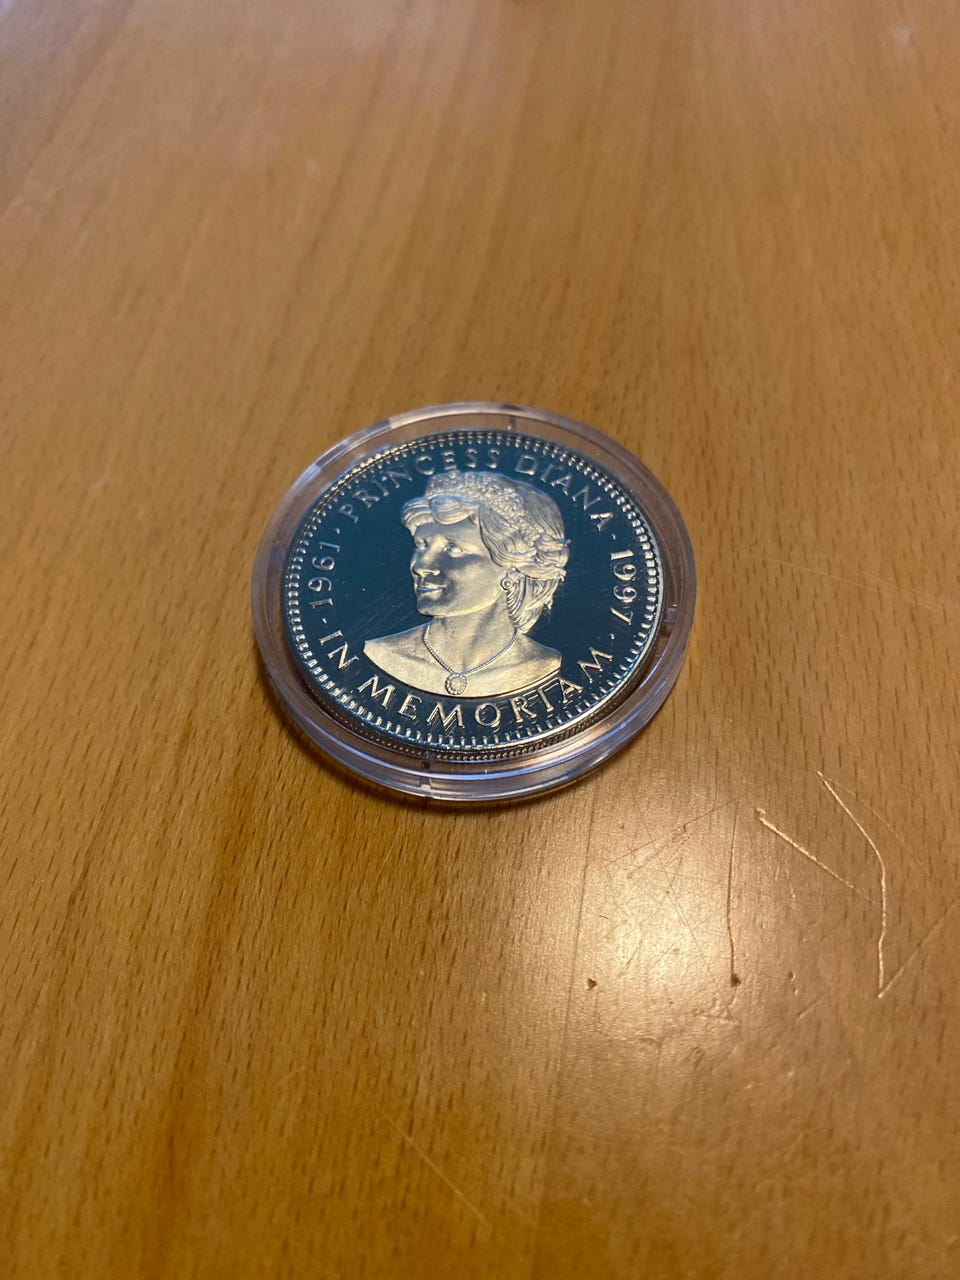 1961 · PRINCESS DIANA · 1997 ·
IN MEMORIAM